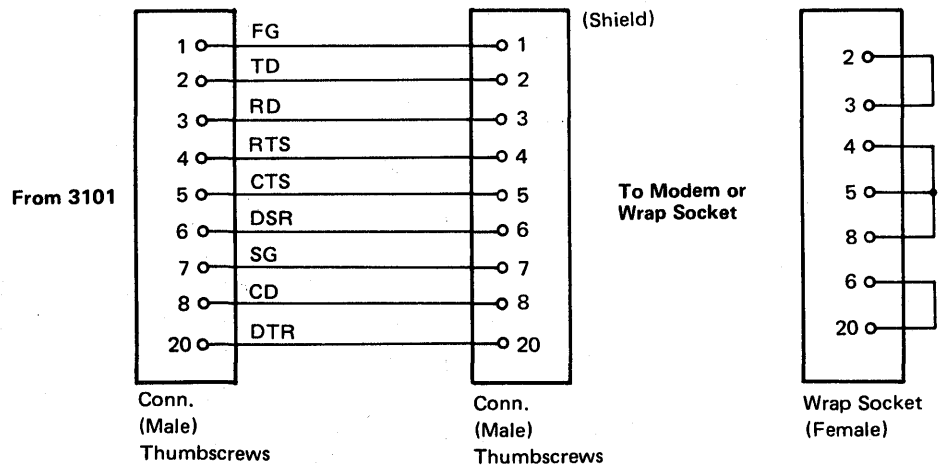 (Shield)
1 FG 1
2 TD 2
3 RD 3
4 RTS 4
5 CTS 5
6 DSR 6
7 SG 7
8 CD 8
20 DTR 20
From 3101
To Modem or
Wrap Socket
2
3
4
5
8
6
20
Conn.
(Male)
Thumbscrews
Conn.
(Male)
Thumbscrews
Wrap Socket
(Female)